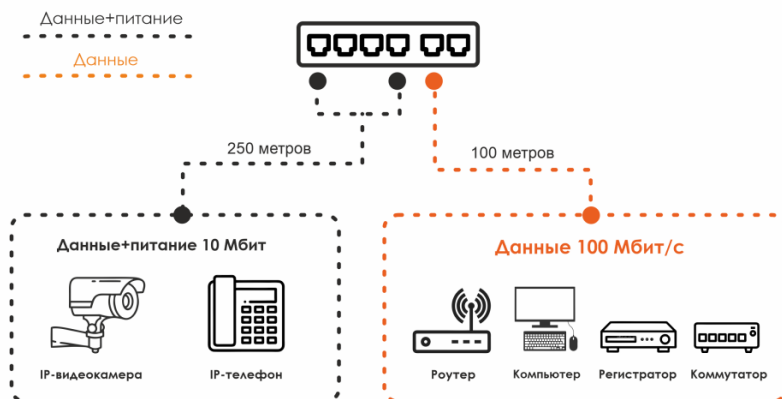 Данные+питание
Данные
250 метров
100 метров
Данные+питание 10 Мбит
Данные 100 Мбит/с
IP-видеокамера
IP-телефон
Роутер
Компьютер
Регистратор
Коммутатор